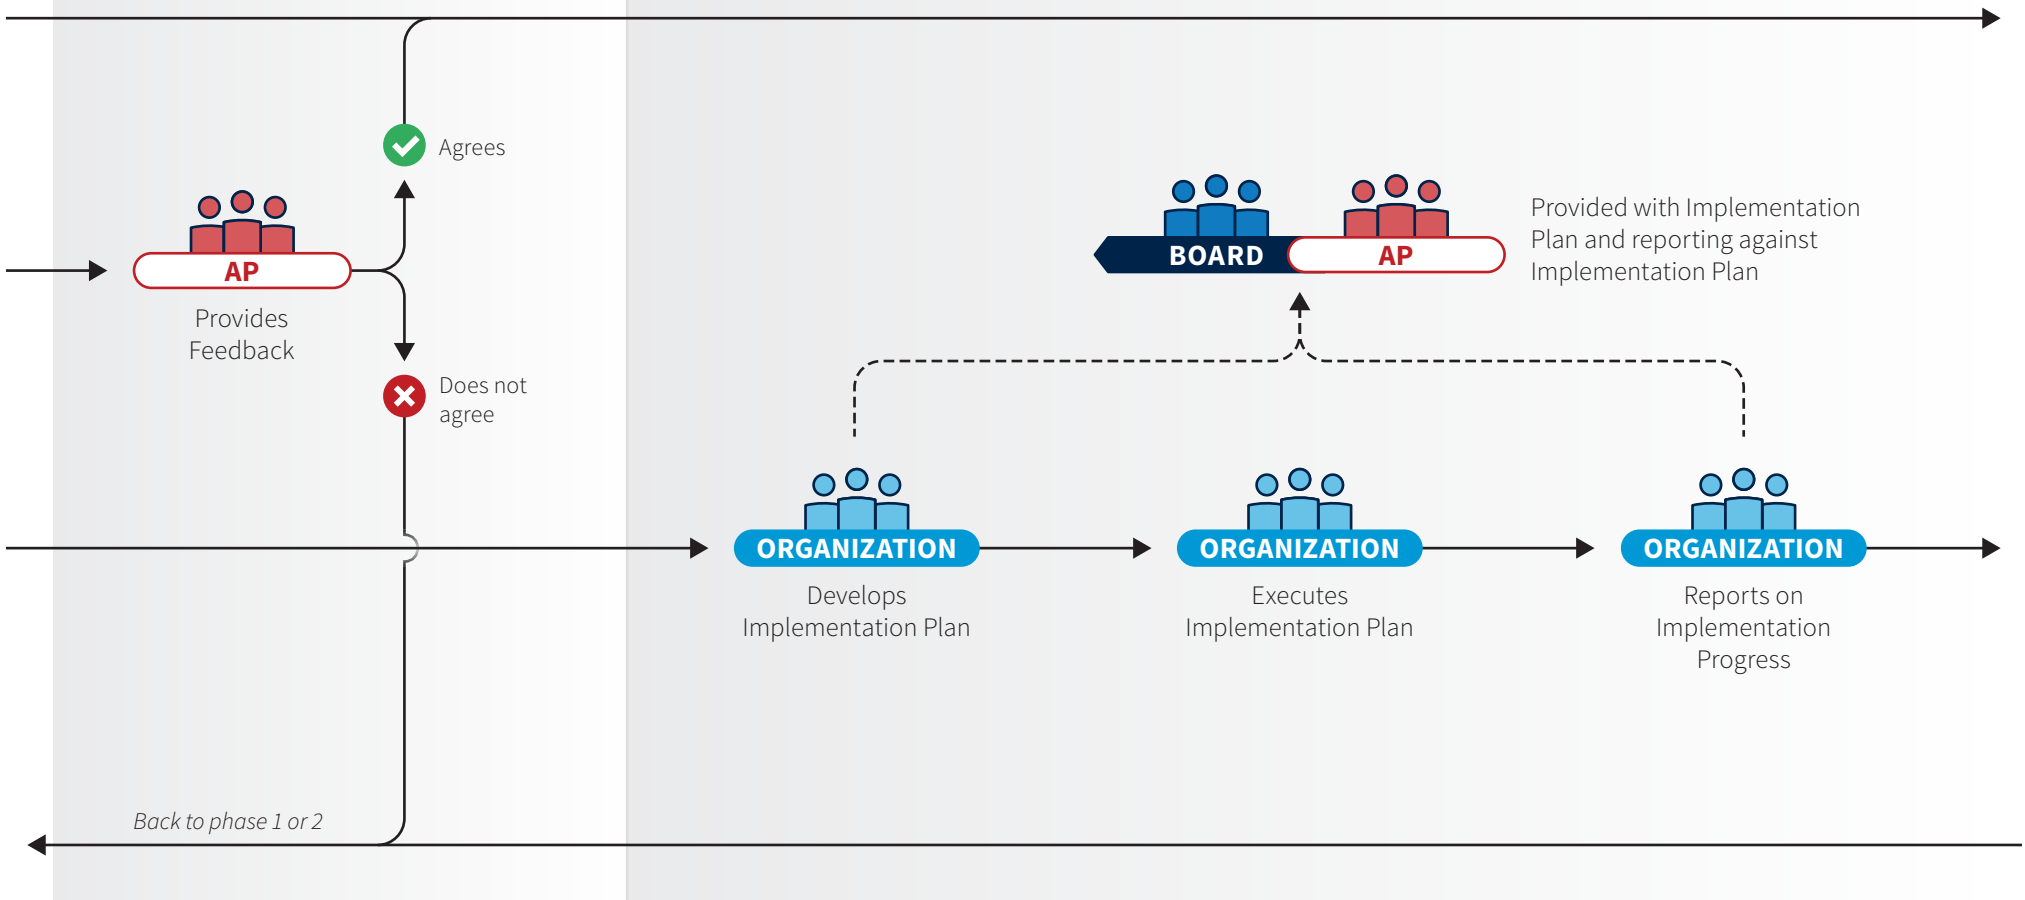 Agrees
AP
Provides
Feedback
Does not
agree
Back to phase 1 or 2
BOARD
AP
Provided with Implementation
Plan and reporting against
Implementation Plan
ORGANIZATION
Develops
Implementation Plan
ORGANIZATION
Executes
Implementation Plan
ORGANIZATION
Reports on
Implementation
Progress